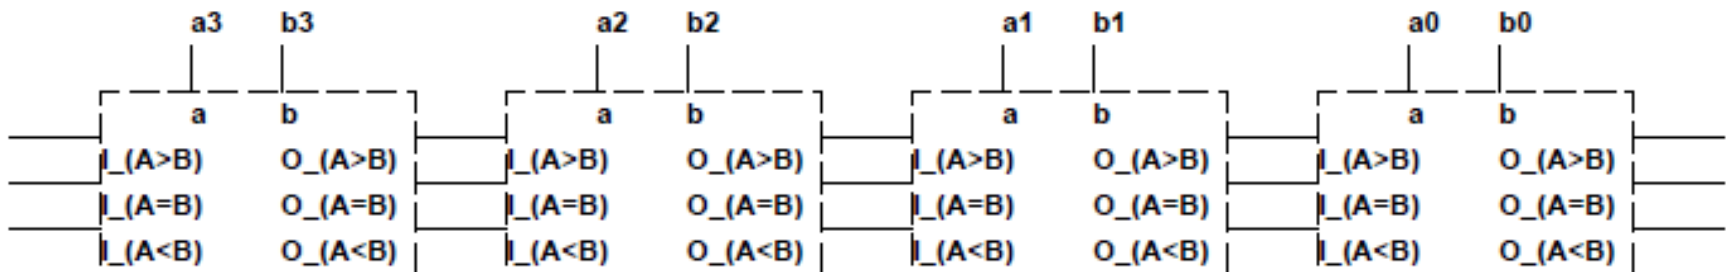 a3 b3 a2 b2 a1 b1 a0 b0
a b a b a b a b
I_(A>B) O_(A>B) I_(A>B) O_(A>B) I_(A>B) O_(A>B) I_(A>B) O_(A>B)
I_(A=B) O_(A=B) I_(A=B) O_(A=B) I_(A=B) O_(A=B) I_(A=B) O_(A=B)
I_(A<B) O_(A<B) I_(A<B) O_(A<B) I_(A<B) O_(A<B) I_(A<B) O_(A<B)